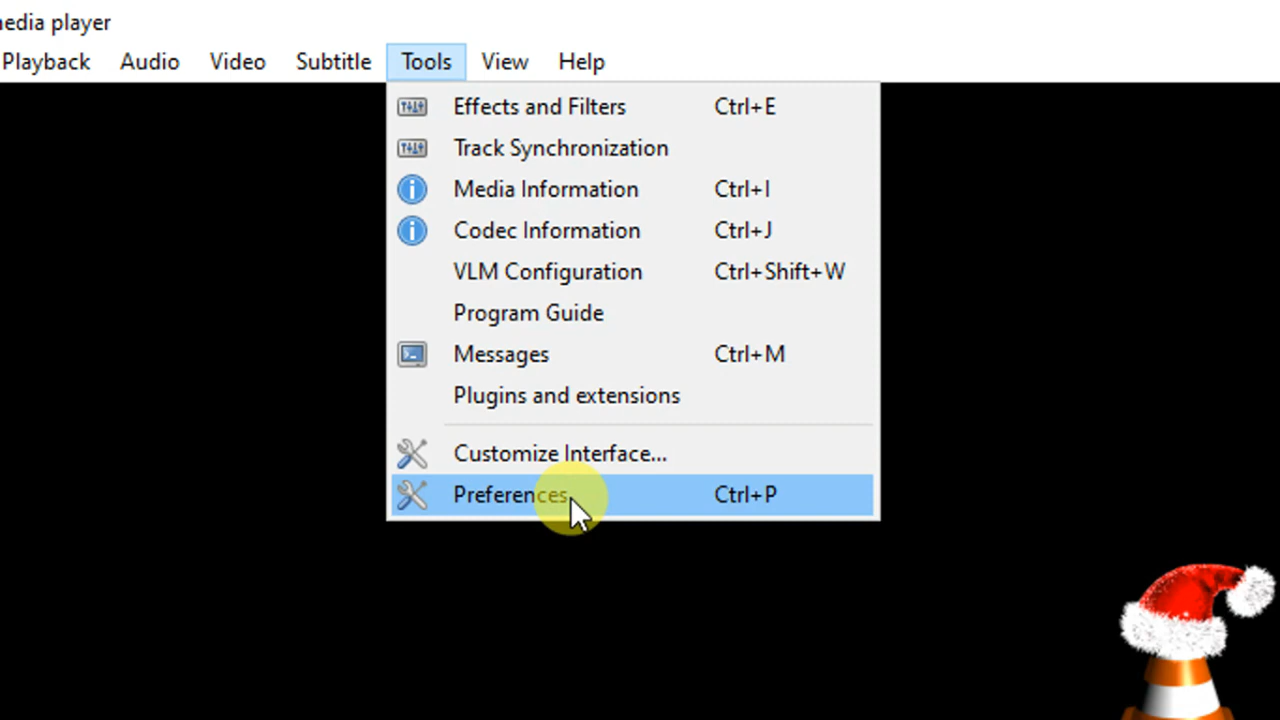 media player
Playback Audio Video Subtitle Tools View Help
Effects and Filters Ctrl+E
Track Synchronization
Media Information Ctrl+I
Codec Information Ctrl+J
VLM Configuration Ctrl+Shift+W
Program Guide
Messages Ctrl+M
Plugins and extensions
Customize Interface...
Preferences Ctrl+P